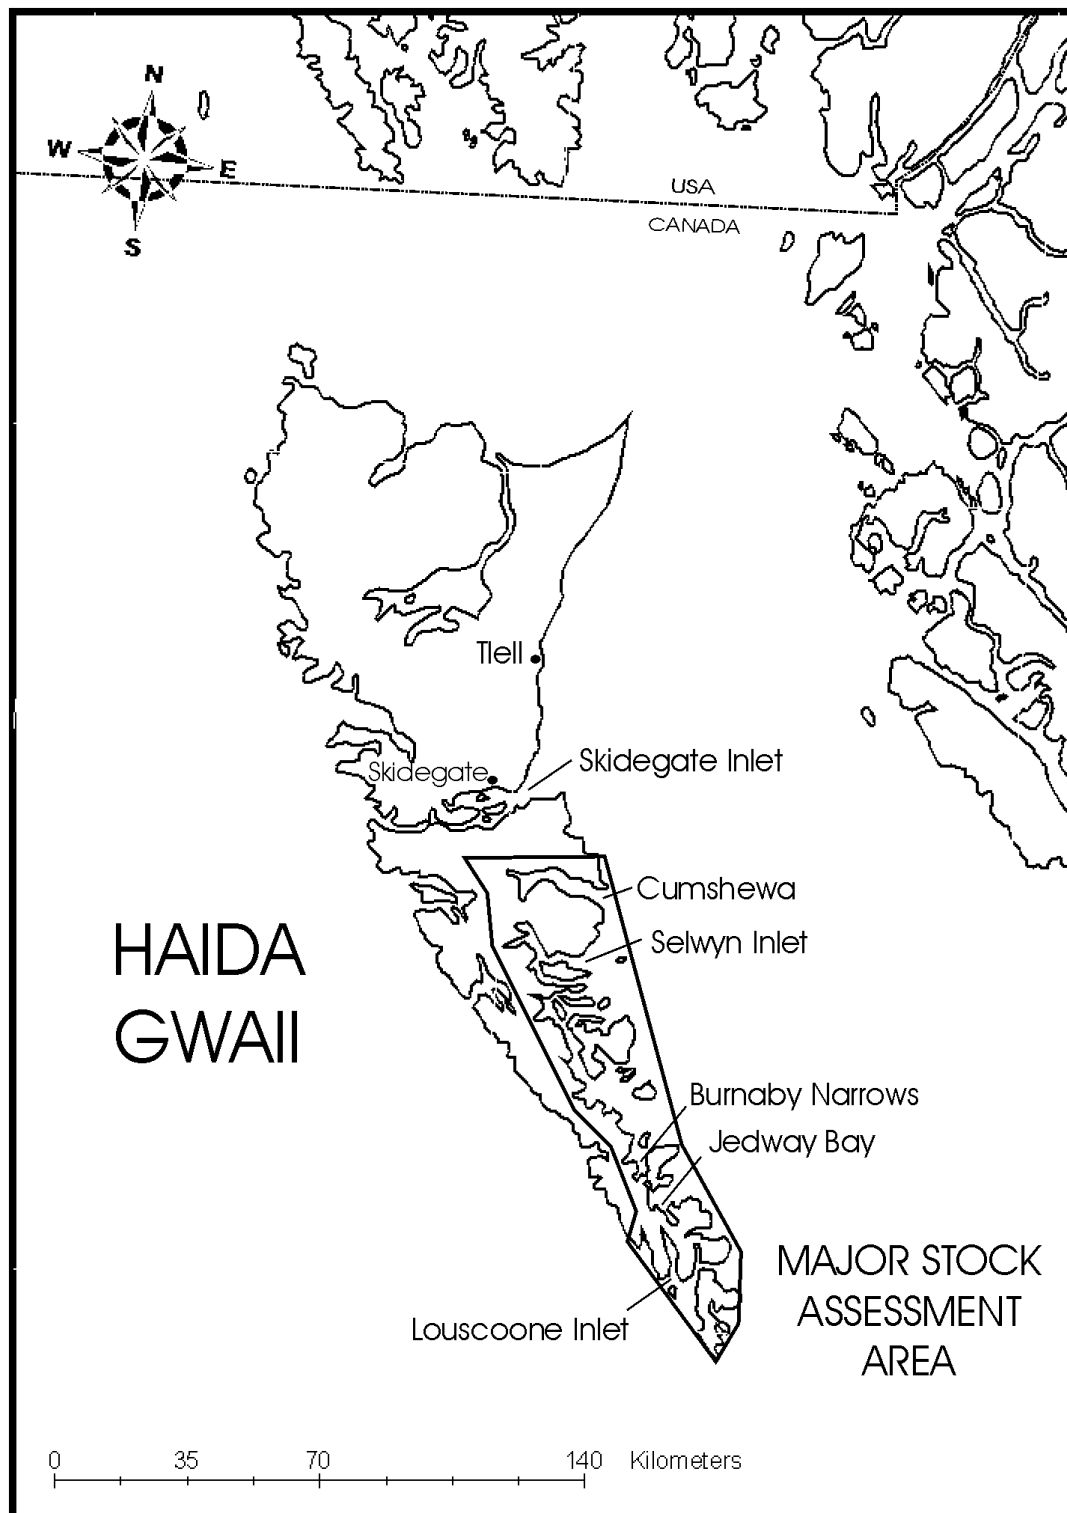 N
W
E
S
USA
CANADA
Tlell
Skidegate Inlet
Skidegate
Cumshewa
Selwyn Inlet
HAIDA
GWAII
Burnaby Narrows
Jedway Bay
MAJOR STOCK
ASSESSMENT
AREA
Louscoone Inlet
0 35 70 140 Kilometers